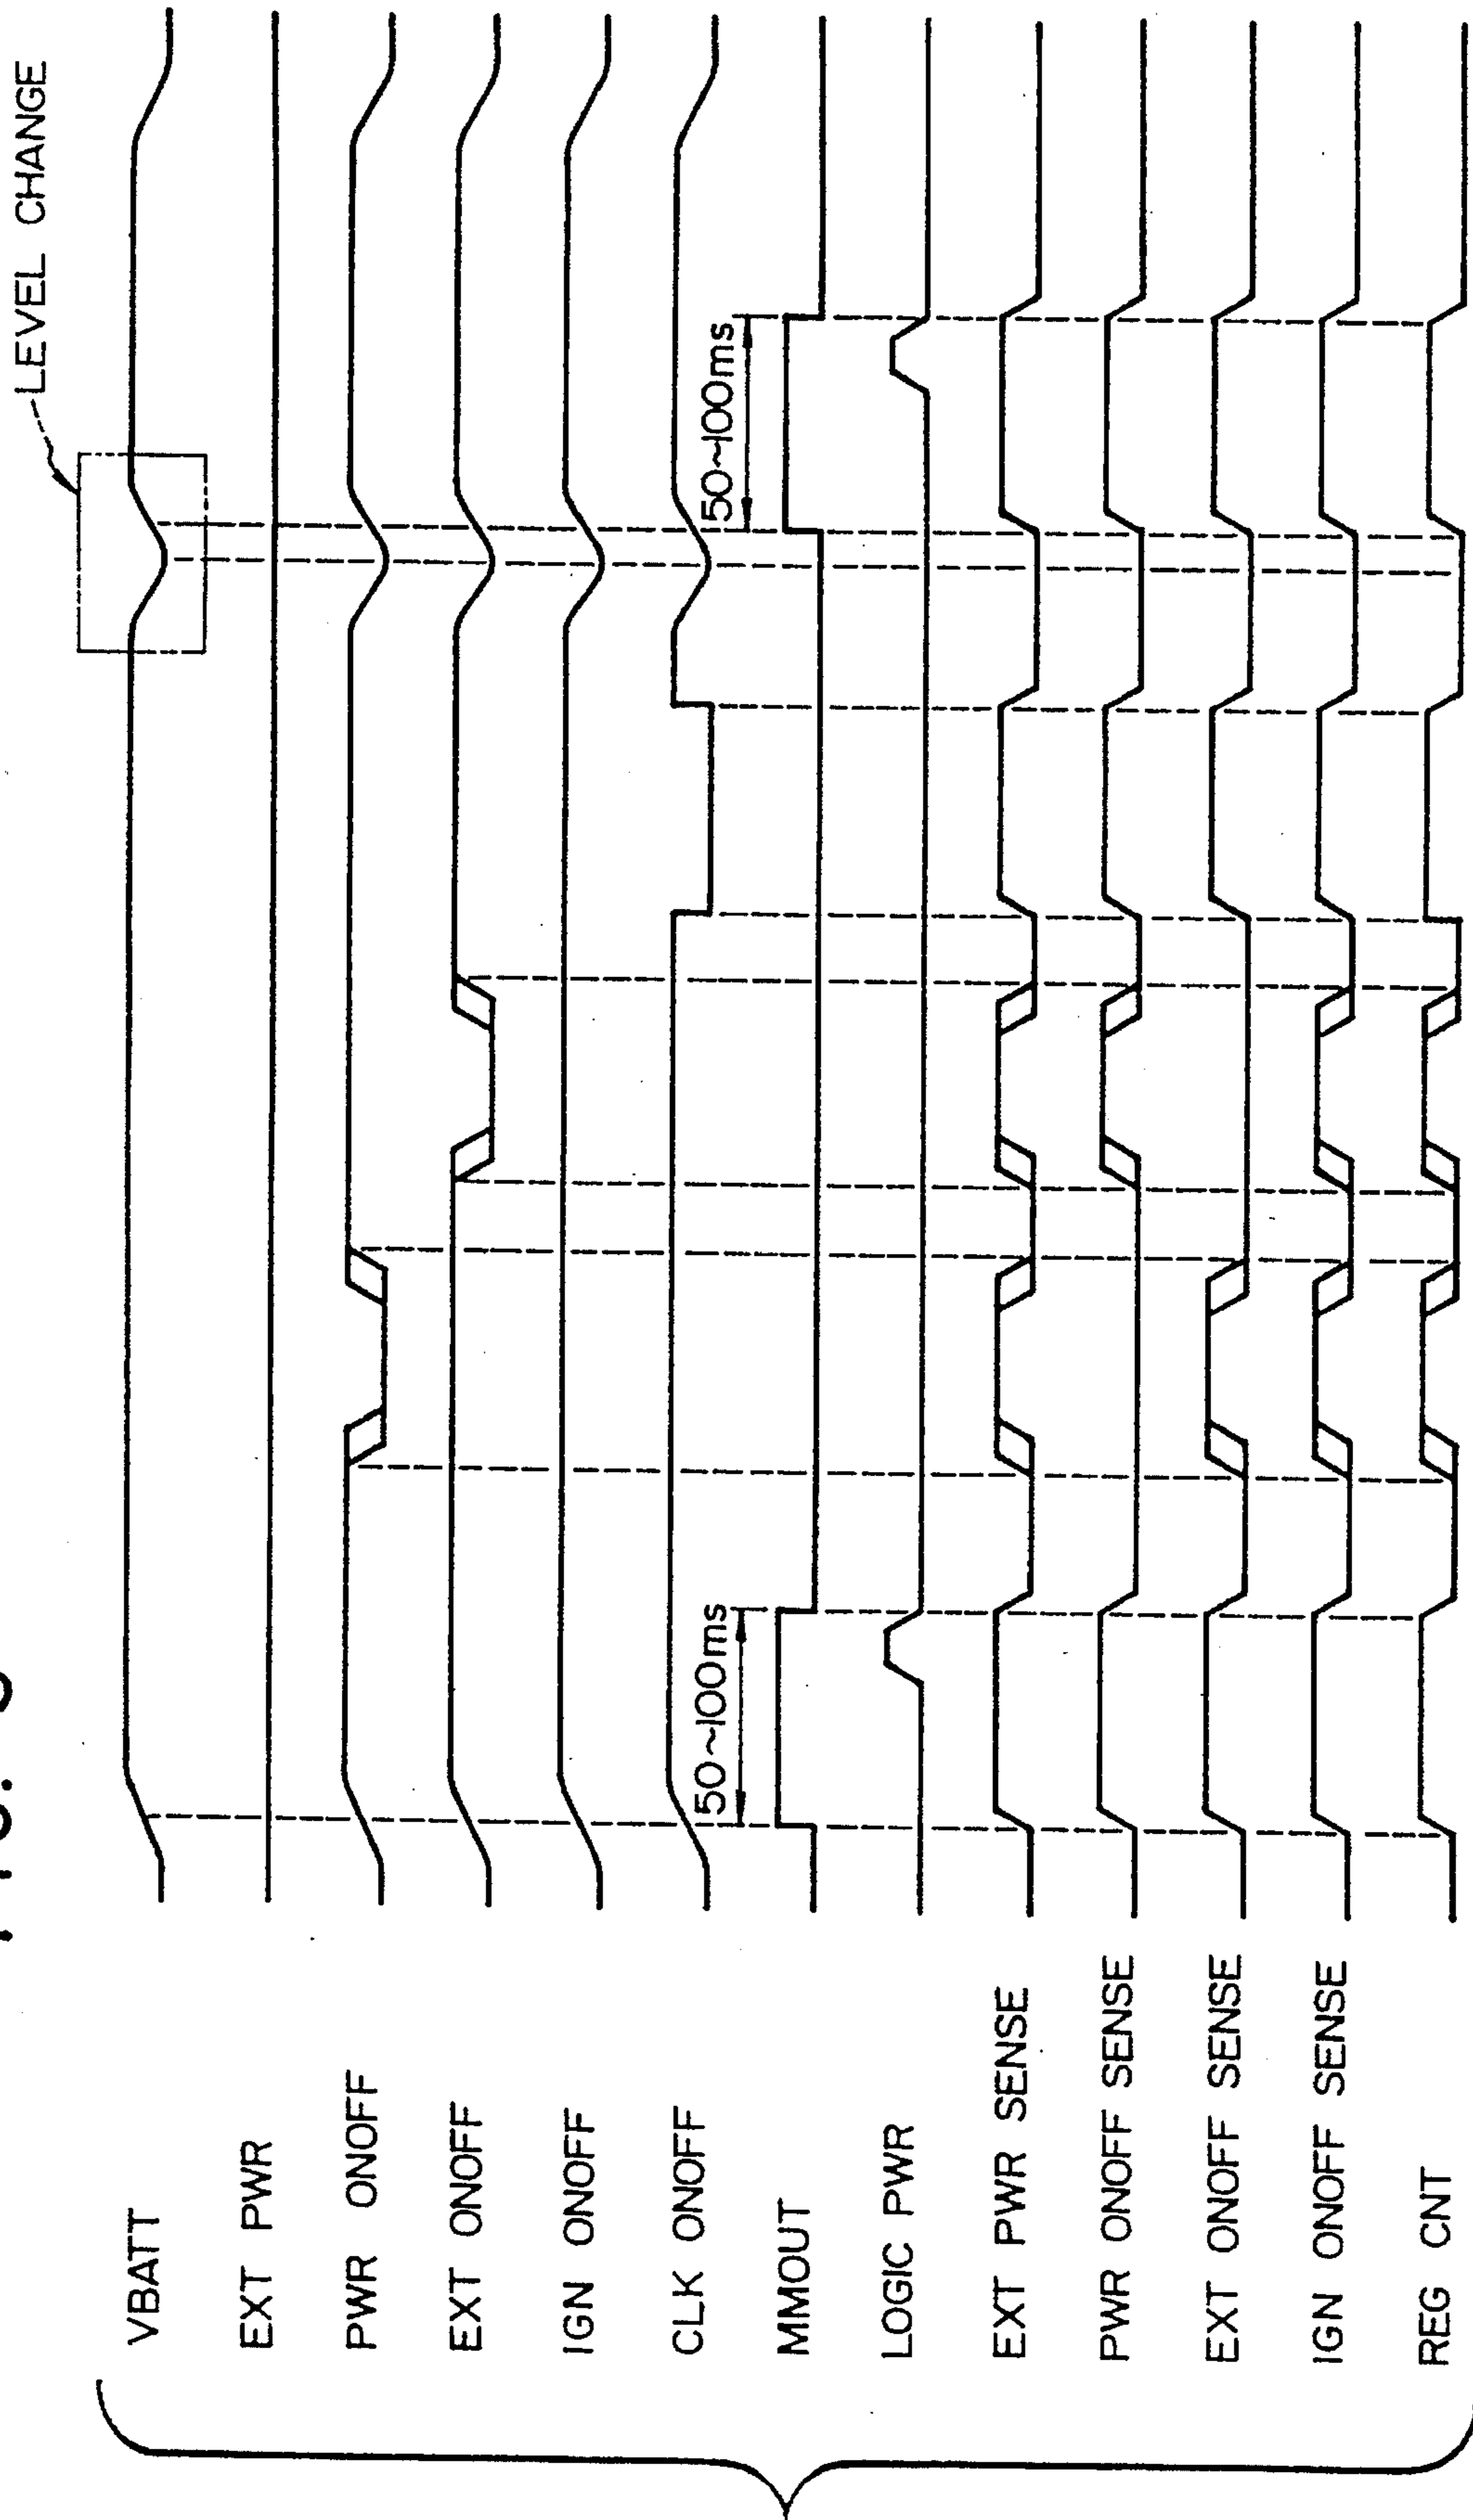 LEVEL CHANGE
VBATT
EXT PWR
PWR ONOFF
EXT ONOFF
IGN ONOFF
CLK ONOFF
50~100ms
50~100ms
MMOUT
LOGIC PWR
EXT PWR SENSE
PWR ONOFF SENSE
EXT ONOFF SENSE
IGN ONOFF SENSE
REG CNT